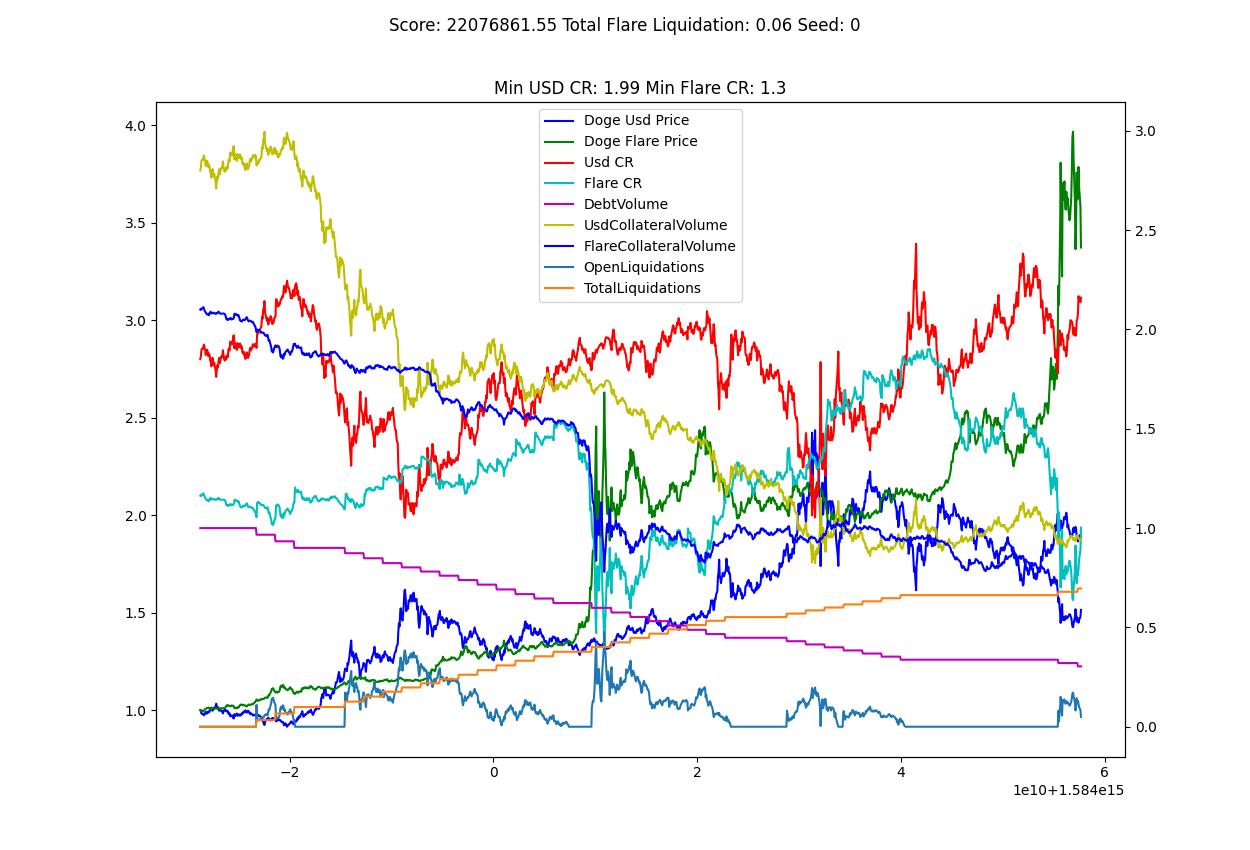 Score: 22076861.55 Total Flare Liquidation: 0.06 Seed: 0
Min USD CR: 1.99 Min Flare CR: 1.3
Doge Usd Price
Doge Flare Price
Usd CR
Flare CR
DebtVolume
UsdCollateralVolume
FlareCollateralVolume
OpenLiquidations
TotalLiquidations
4.0
3.5
3.0
2.5
2.0
1.5
1.0
3.0
2.5
2.0
1.5
1.0
0.5
0.0
−2 0 2 4 6
1e10+1.584e15